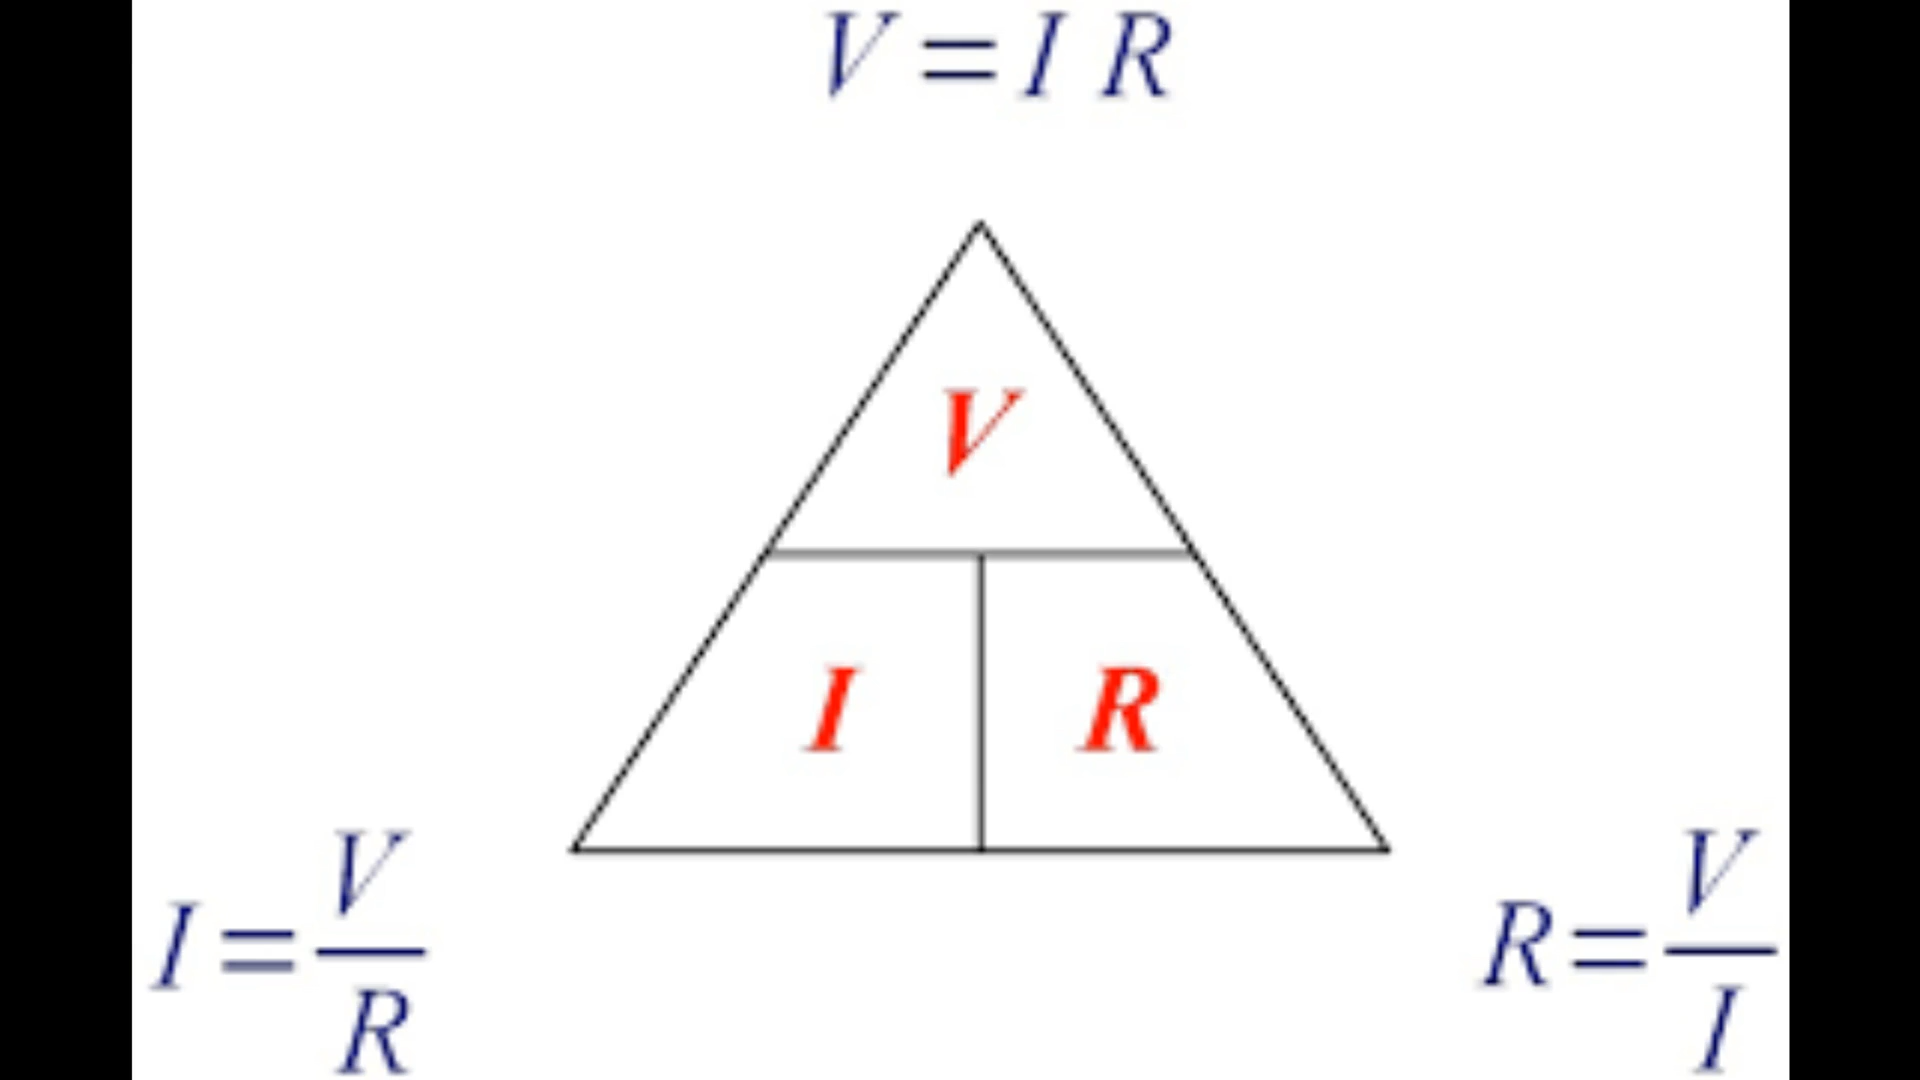 V = I R
V
I R
I = V/R
R = V/I